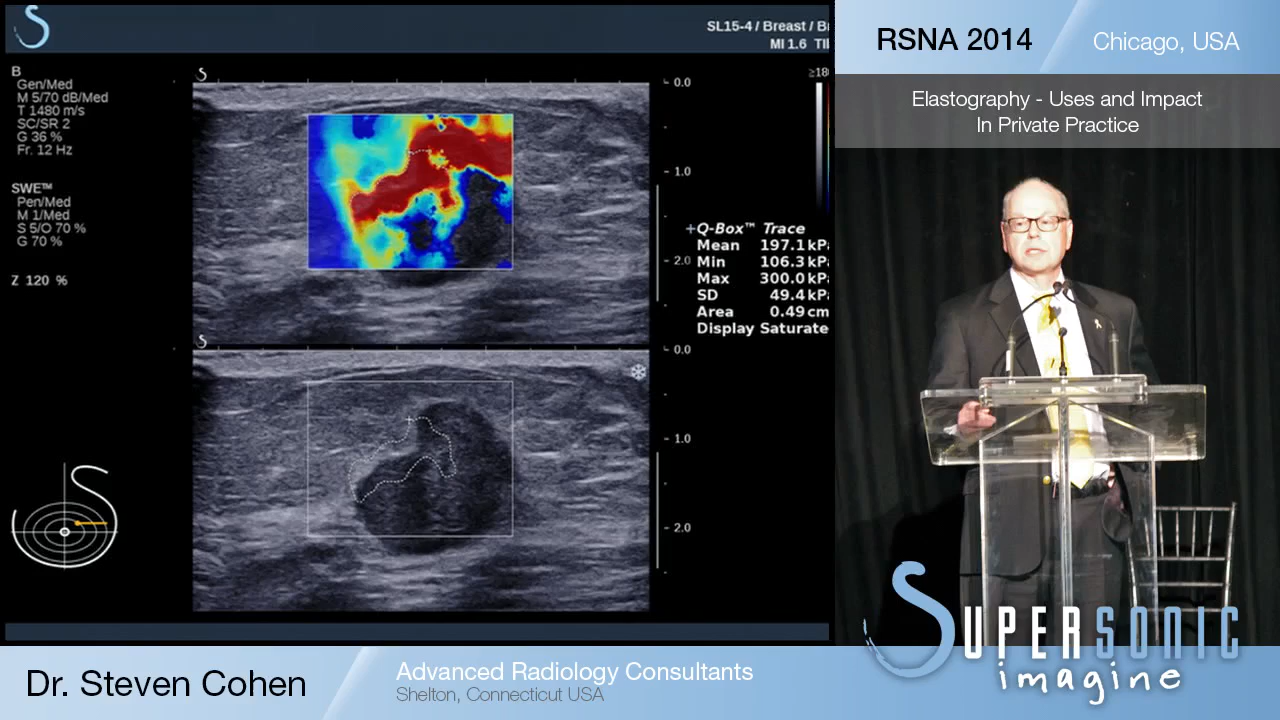 SL15-4 / Breast / Br
MI 1.6 TI
B
Gen/Med
M 5/70 dB/Med
T 1480 m/s
SC/SR 2
G 36 %
Fr. 12 Hz
SWE™
Pen/Med
M 1/Med
S 5/O 70 %
G 70 %
Z 120 %
0.0
1.0
2.0
≥18
+Q-Box™ Trace
Mean 197.1 kPa
Min 106.3 kPa
Max 300.0 kPa
SD 49.4 kPa
Area 0.49 cm
Display Saturate
0.0
1.0
2.0
RSNA 2014
Chicago, USA
Elastography - Uses and Impact
In Private Practice
SUPERSONIC
imagine
Dr. Steven Cohen
Advanced Radiology Consultants
Shelton, Connecticut USA